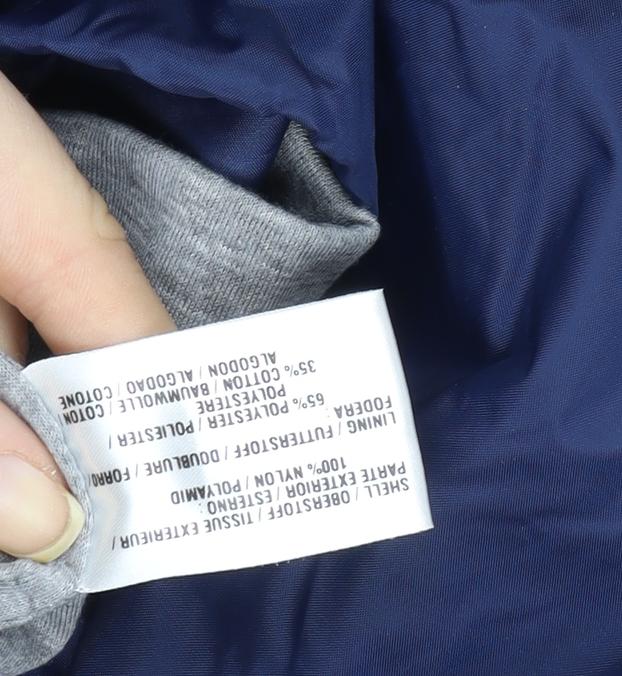 SHELL / OBERSTOFF / TISSUE EXTERIEUR /
PARTE EXTERIOR / ESTERNO :
100% NYLON / POLYAMID
LINING / FUTTERSTOFF / DOUBLURE / FORRO/
FODERA :
65% POLYESTER / POLIESTER /
POLYESTERE
35% COTTON / BAUMWOLLE / COTON/
ALGODON / ALGODAO / COTONE